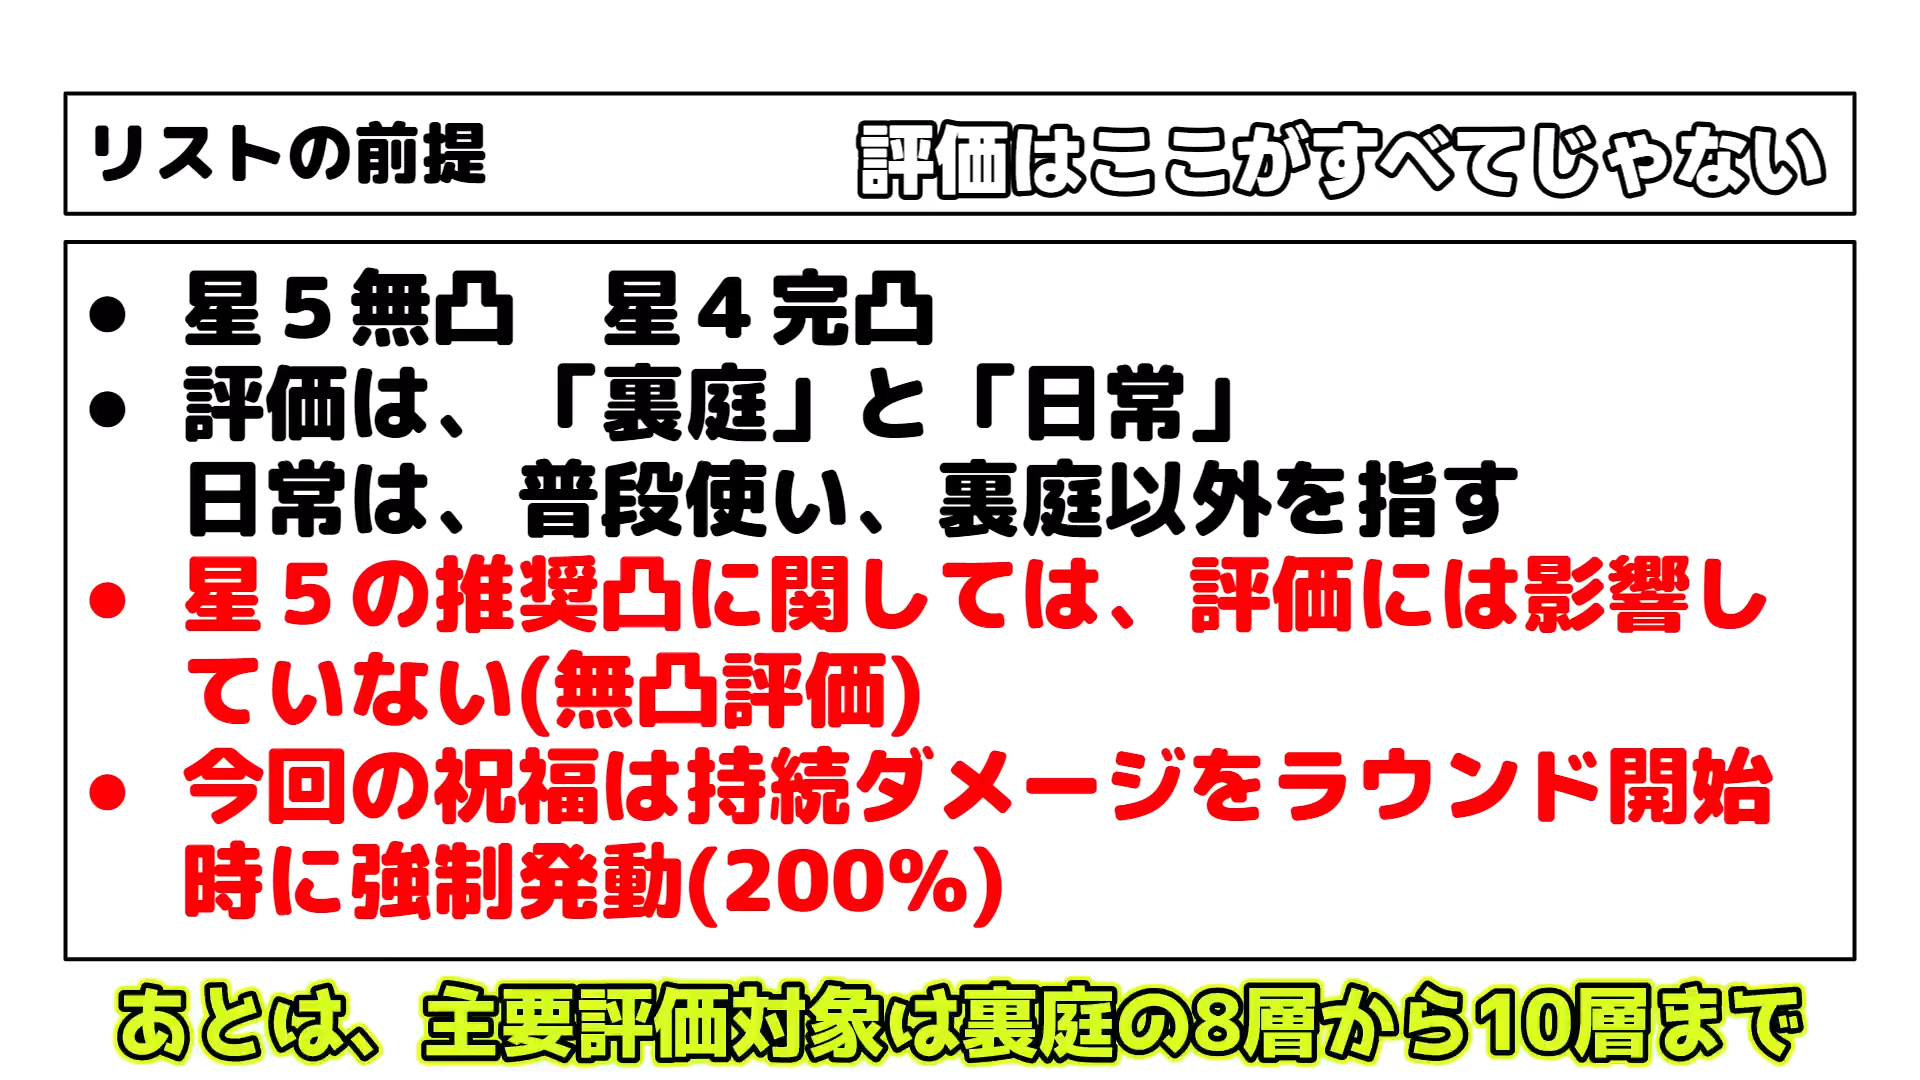 リストの前提
評価はここがすべてじゃない
● 星５無凸　星４完凸
● 評価は、「裏庭」と「日常」
日常は、普段使い、裏庭以外を指す
● 星５の推奨凸に関しては、評価には影響し
ていない(無凸評価)
● 今回の祝福は持続ダメージをラウンド開始
時に強制発動(200%)
あとは、主要評価対象は裏庭の8層から10層まで